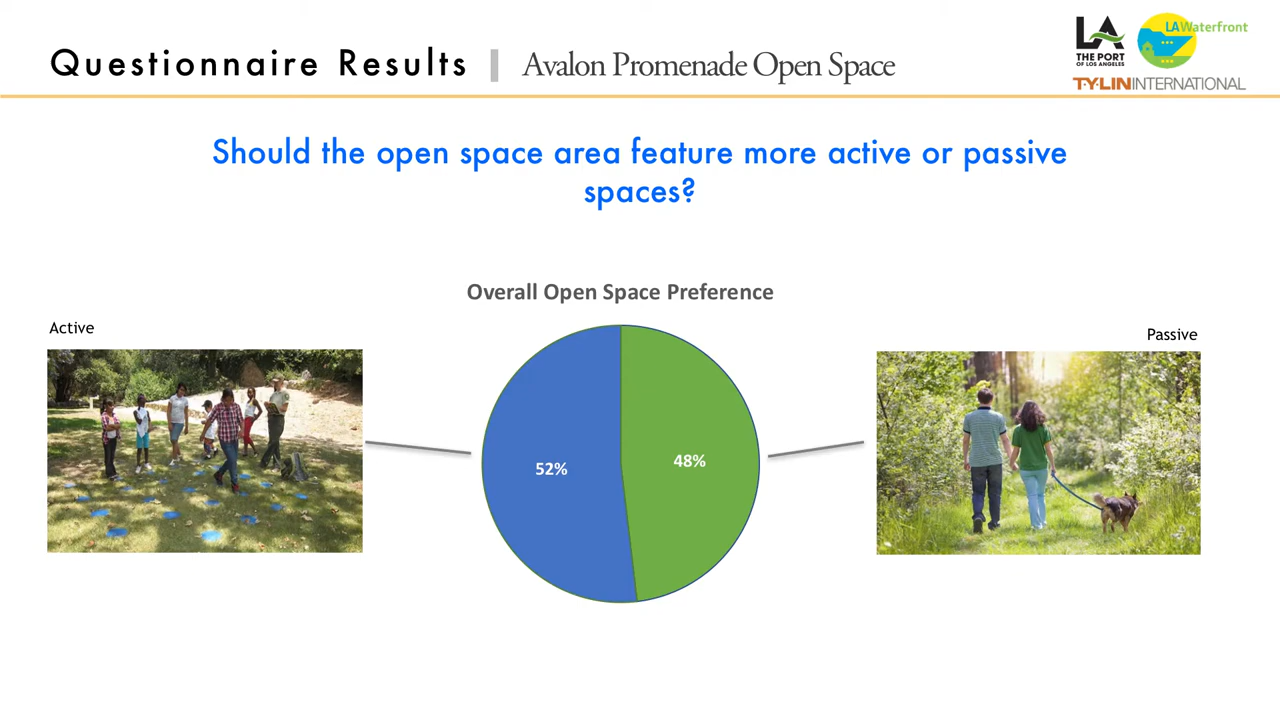 Questionnaire Results | Avalon Promenade Open Space
LA
THE PORT
OF LOS ANGELES
LAWaterfront
T·Y·LIN INTERNATIONAL
Should the open space area feature more active or passive
spaces?
Overall Open Space Preference
Active
Passive
52%
48%